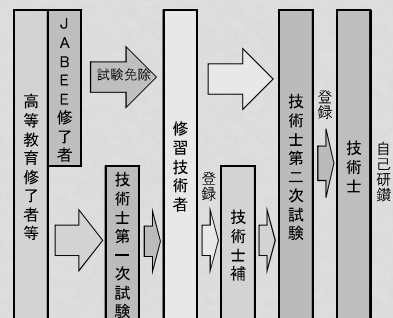 高等教育修了者等
JABEE修了者
試験免除
技術士第一次試験
修習技術者
登録
技術士補
技術士第二次試験
登録
技術士
自己研鑽